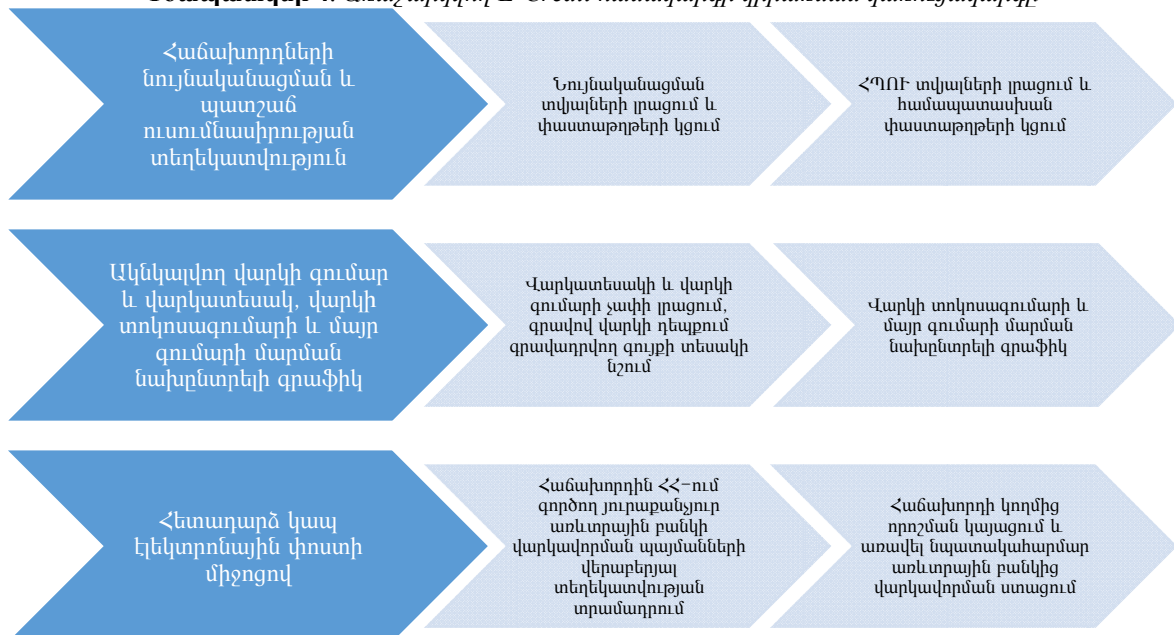 Հաճախորդների
նույնականացման և
պատշաճ
ուսումնասիրության
տեղեկատվություն
Նույնականացման
տվյալների լրացում և
փաստաթղթերի կցում
ՀՊՈՒ տվյալների լրացում և
համապատասխան
փաստաթղթերի կցում
Ակնկալվող վարկի գումար
և վարկատեսակ, վարկի
տոկոսագումարի և մայր
գումարի մարման
նախընտրելի գրաֆիկ
Վարկատեսակի և վարկի
գումարի չափի լրացում,
գրավով վարկի դեպքում
գրավադրվող գույքի տեսակի
նշում
Վարկի տոկոսագումարի և
մայր գումարի մարման
նախընտրելի գրաֆիկ
Հետադարձ կապ
էլեկտրոնային փոստի
միջոցով
Հաճախորդին ՀՀ-ում
գործող յուրաքանչյուր
առևտրային բանկի
վարկավորման պայմանների
վերաբերյալ
տեղեկատվության
տրամադրում
Հաճախորդի կողմից
որոշման կայացում և
առավել նպատակահարմար
առևտրային բանկից
վարկավորման ստացում